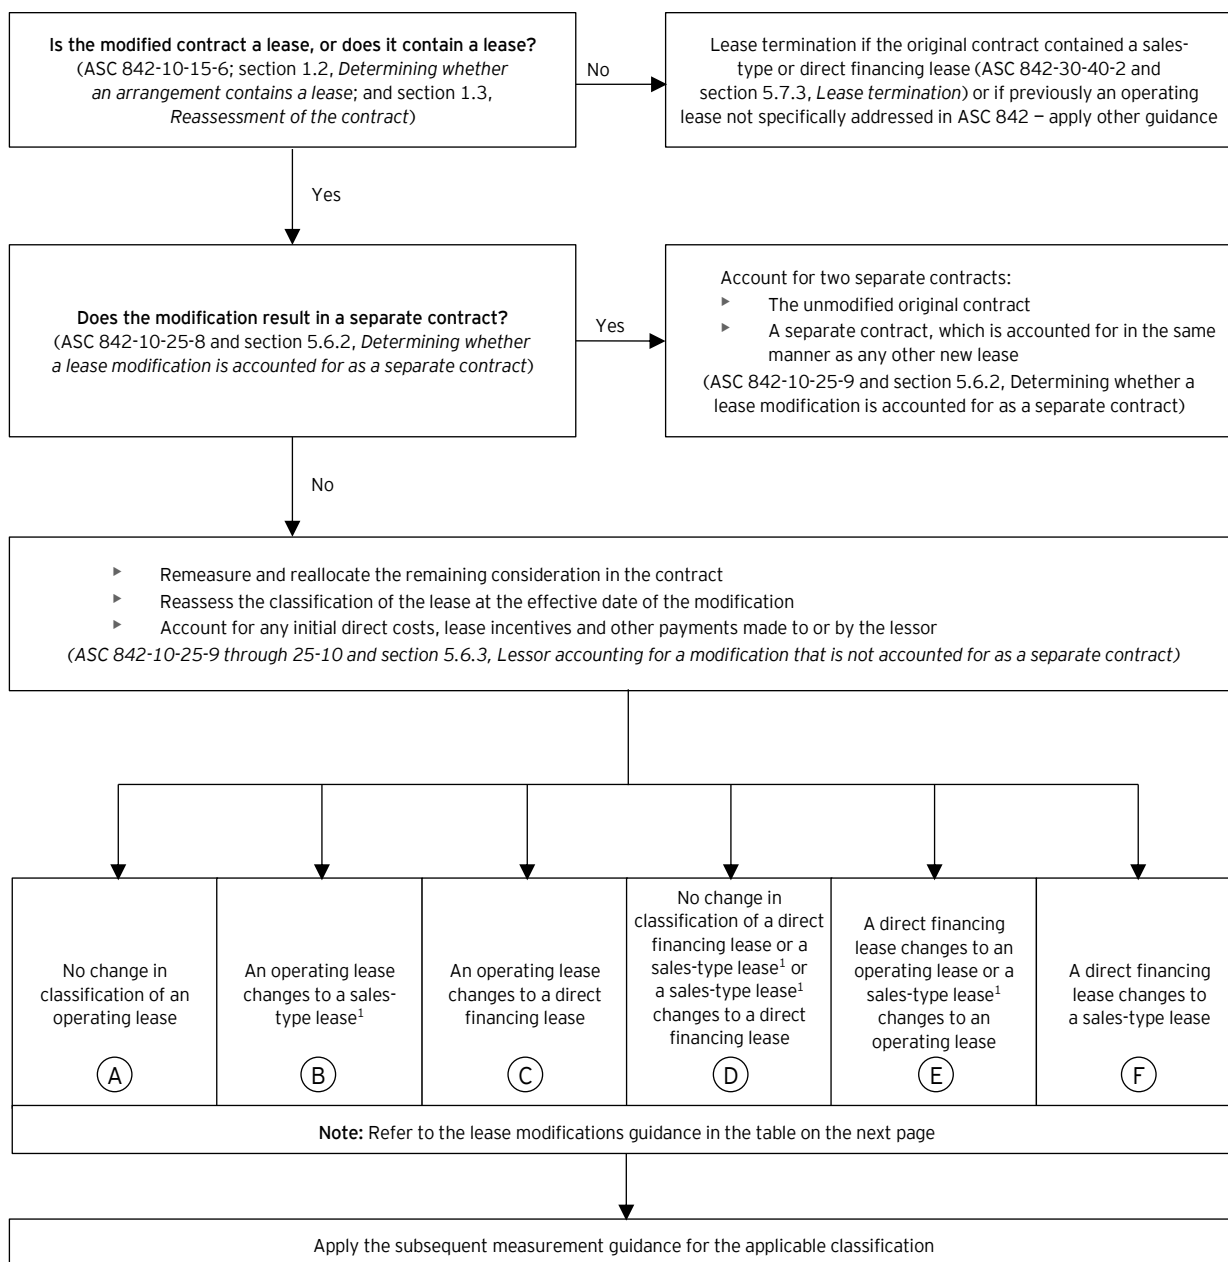 Is the modified contract a lease, or does it contain a lease?
(ASC 842-10-15-6; section 1.2, Determining whether
an arrangement contains a lease; and section 1.3,
Reassessment of the contract)
No
Lease termination if the original contract contained a sales-
type or direct financing lease (ASC 842-30-40-2 and
section 5.7.3, Lease termination) or if previously an operating
lease not specifically addressed in ASC 842 – apply other guidance
Yes
Does the modification result in a separate contract?
(ASC 842-10-25-8 and section 5.6.2, Determining whether
a lease modification is accounted for as a separate contract)
Yes
Account for two separate contracts:
► The unmodified original contract
► A separate contract, which is accounted for in the same
manner as any other new lease
(ASC 842-10-25-9 and section 5.6.2, Determining whether a
lease modification is accounted for as a separate contract)
No
► Remeasure and reallocate the remaining consideration in the contract
► Reassess the classification of the lease at the effective date of the modification
► Account for any initial direct costs, lease incentives and other payments made to or by the lessor
(ASC 842-10-25-9 through 25-10 and section 5.6.3, Lessor accounting for a modification that is not accounted for as a separate contract)
No change in
classification of an
operating lease
A
An operating lease
changes to a sales-
type lease¹
B
An operating lease
changes to a direct
financing lease
C
No change in
classification of a direct
financing lease or a
sales-type lease¹ or
a sales-type lease¹
changes to a direct
financing lease
D
A direct financing
lease changes to an
operating lease or a
sales-type lease¹
changes to an
operating lease
E
A direct financing
lease changes to
a sales-type lease
F
Note: Refer to the lease modifications guidance in the table on the next page
Apply the subsequent measurement guidance for the applicable classification